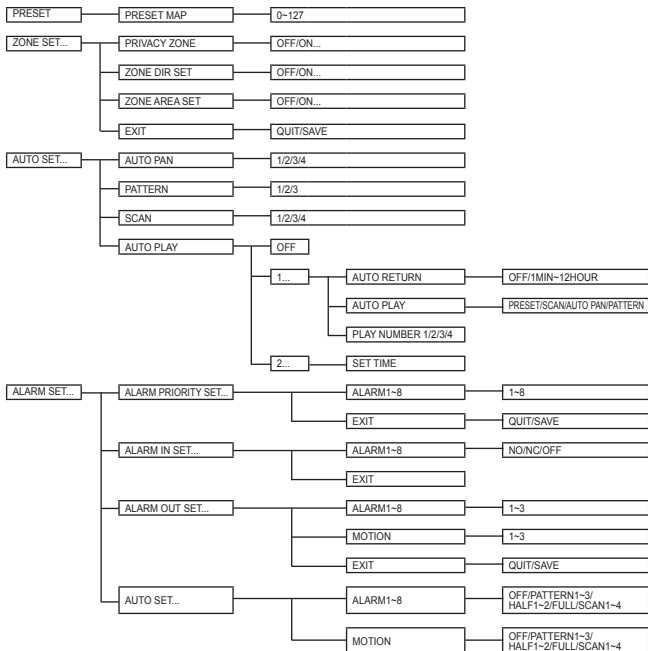 PRESET PRESET MAP 0~127
ZONE SET... PRIVACY ZONE OFF/ON...
ZONE DIR SET OFF/ON...
ZONE AREA SET OFF/ON...
EXIT QUIT/SAVE
AUTO SET... AUTO PAN 1/2/3/4
PATTERN 1/2/3
SCAN 1/2/3/4
AUTO PLAY OFF
1... AUTO RETURN OFF/1MIN~12HOUR
AUTO PLAY PRESET/SCAN/AUTO PAN/PATTERN
PLAY NUMBER 1/2/3/4
2... SET TIME
ALARM SET... ALARM PRIORITY SET... ALARM1~8 1~8
EXIT QUIT/SAVE
ALARM IN SET... ALARM1~8 NO/NC/OFF
EXIT
ALARM OUT SET... ALARM1~8 1~3
MOTION 1~3
EXIT QUIT/SAVE
AUTO SET... ALARM1~8 OFF/PATTERN1~3/
HALF1~2/FULL/SCAN1~4
MOTION OFF/PATTERN1~3/
HALF1~2/FULL/SCAN1~4